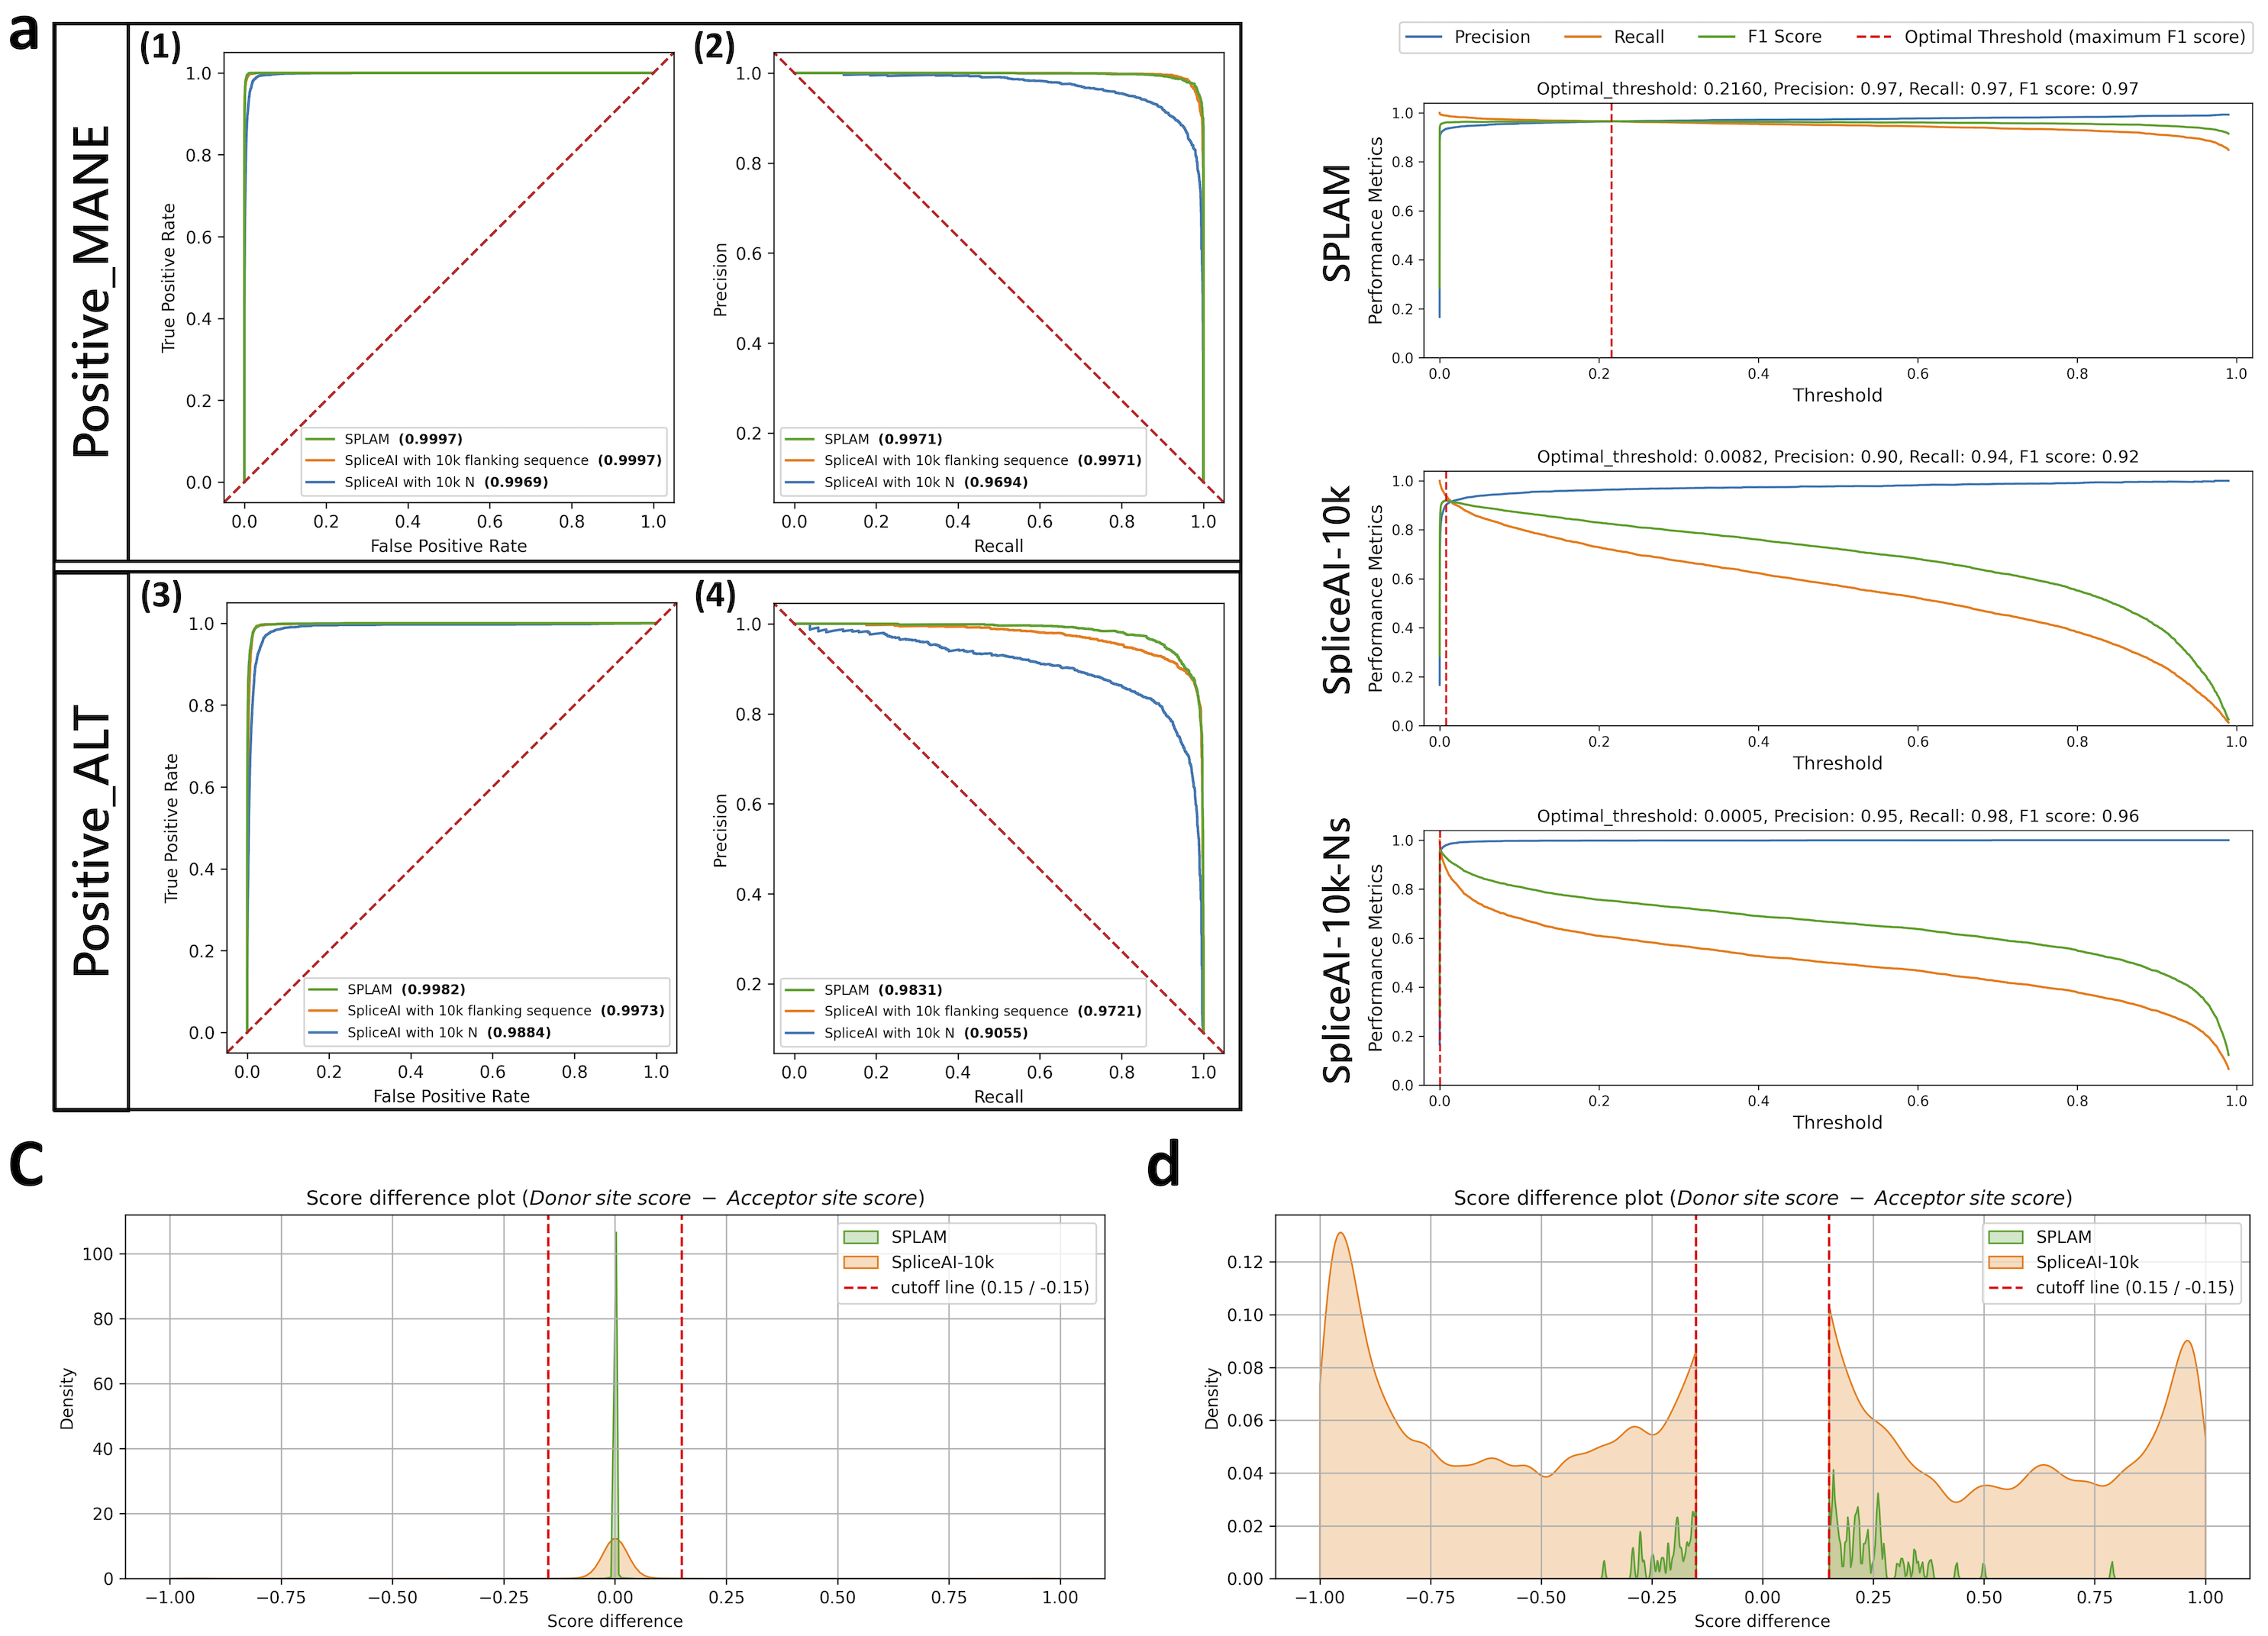 a
Positive_MANE
(1)
1.0
0.8
0.6
0.4
0.2
0.0
True Positive Rate
SPLAM (0.9997)
SpliceAI with 10k flanking sequence (0.9997)
SpliceAI with 10k N (0.9969)
0.0 0.2 0.4 0.6 0.8 1.0
False Positive Rate
(2)
1.0
0.8
0.6
0.4
0.2
Precision
SPLAM (0.9971)
SpliceAI with 10k flanking sequence (0.9971)
SpliceAI with 10k N (0.9694)
0.0 0.2 0.4 0.6 0.8 1.0
Recall
Positive_ALT
(3)
1.0
0.8
0.6
0.4
0.2
0.0
True Positive Rate
SPLAM (0.9982)
SpliceAI with 10k flanking sequence (0.9973)
SpliceAI with 10k N (0.9884)
0.0 0.2 0.4 0.6 0.8 1.0
False Positive Rate
(4)
1.0
0.8
0.6
0.4
0.2
Precision
SPLAM (0.9831)
SpliceAI with 10k flanking sequence (0.9721)
SpliceAI with 10k N (0.9055)
0.0 0.2 0.4 0.6 0.8 1.0
Recall
Precision Recall F1 Score Optimal Threshold (maximum F1 score)
SPLAM
Optimal_threshold: 0.2160, Precision: 0.97, Recall: 0.97, F1 score: 0.97
Performance Metrics
1.0
0.8
0.6
0.4
0.2
0.0
0.0 0.2 0.4 0.6 0.8 1.0
Threshold
SpliceAI-10k
Optimal_threshold: 0.0082, Precision: 0.90, Recall: 0.94, F1 score: 0.92
Performance Metrics
1.0
0.8
0.6
0.4
0.2
0.0
0.0 0.2 0.4 0.6 0.8 1.0
Threshold
SpliceAI-10k-Ns
Optimal_threshold: 0.0005, Precision: 0.95, Recall: 0.98, F1 score: 0.96
Performance Metrics
1.0
0.8
0.6
0.4
0.2
0.0
0.0 0.2 0.4 0.6 0.8 1.0
Threshold
C
Score difference plot (Donor site score − Acceptor site score)
SPLAM
SpliceAI-10k
cutoff line (0.15 / -0.15)
Density
100
80
60
40
20
0
−1.00 −0.75 −0.50 −0.25 0.00 0.25 0.50 0.75 1.00
Score difference
d
Score difference plot (Donor site score − Acceptor site score)
SPLAM
SpliceAI-10k
cutoff line (0.15 / -0.15)
Density
0.12
0.10
0.08
0.06
0.04
0.02
0.00
−1.00 −0.75 −0.50 −0.25 0.00 0.25 0.50 0.75 1.00
Score difference